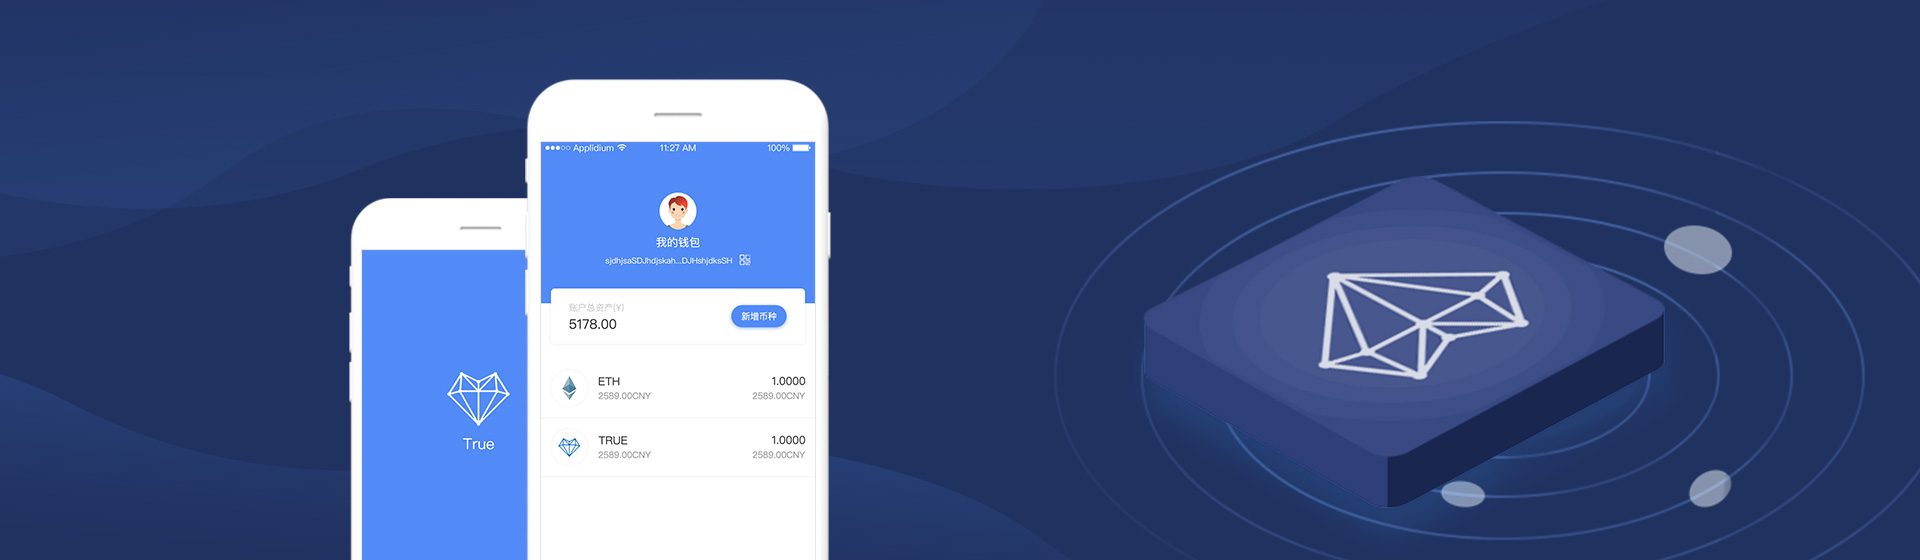 True
Applidium 11:27 AM 100%
我的钱包
sjdhjsaSDJhdjskah...DJHshjdksSH
账户总资产(¥)
5178.00
新增币种
ETH 1.0000
2589.00CNY 2589.00CNY
TRUE 1.0000
2589.00CNY 2589.00CNY